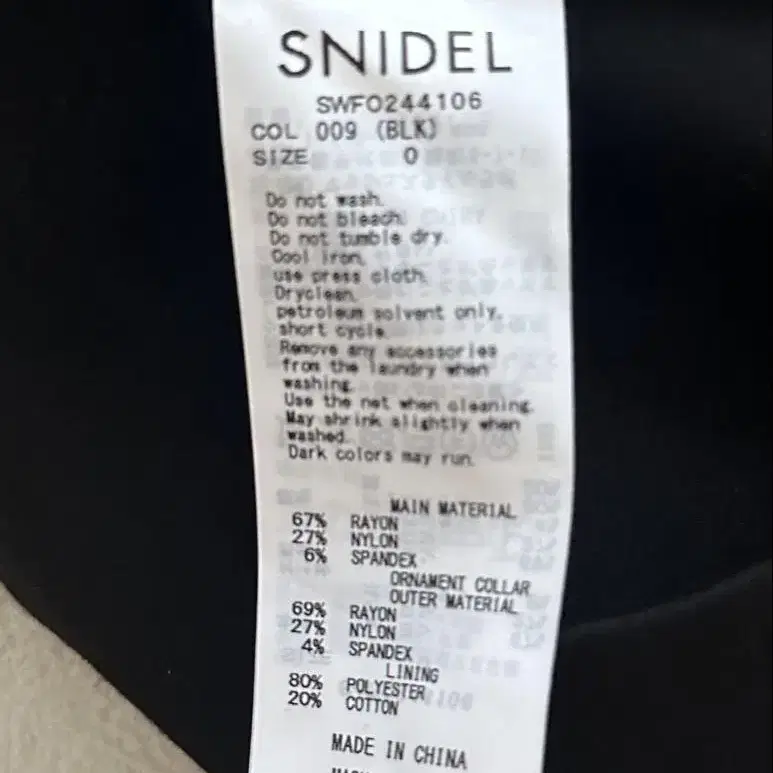 SNIDEL
SWFO244106
COL 009 (BLK)
SIZE 0
Do not wash.
Do not bleach.
Do not tumble dry.
Cool iron.
use press cloth.
Dryclean.
petroleum solvent only.
short cycle.
Remove any accessories
from the laundry when
washing.
Use the net when cleaning.
May shrink slightly when
washed.
Dark colors may run.
MAIN MATERIAL
67% RAYON
27% NYLON
6% SPANDEX
ORNAMENT COLLAR
OUTER MATERIAL
69% RAYON
27% NYLON
4% SPANDEX
LINING
80% POLYESTER
20% COTTON
MADE IN CHINA